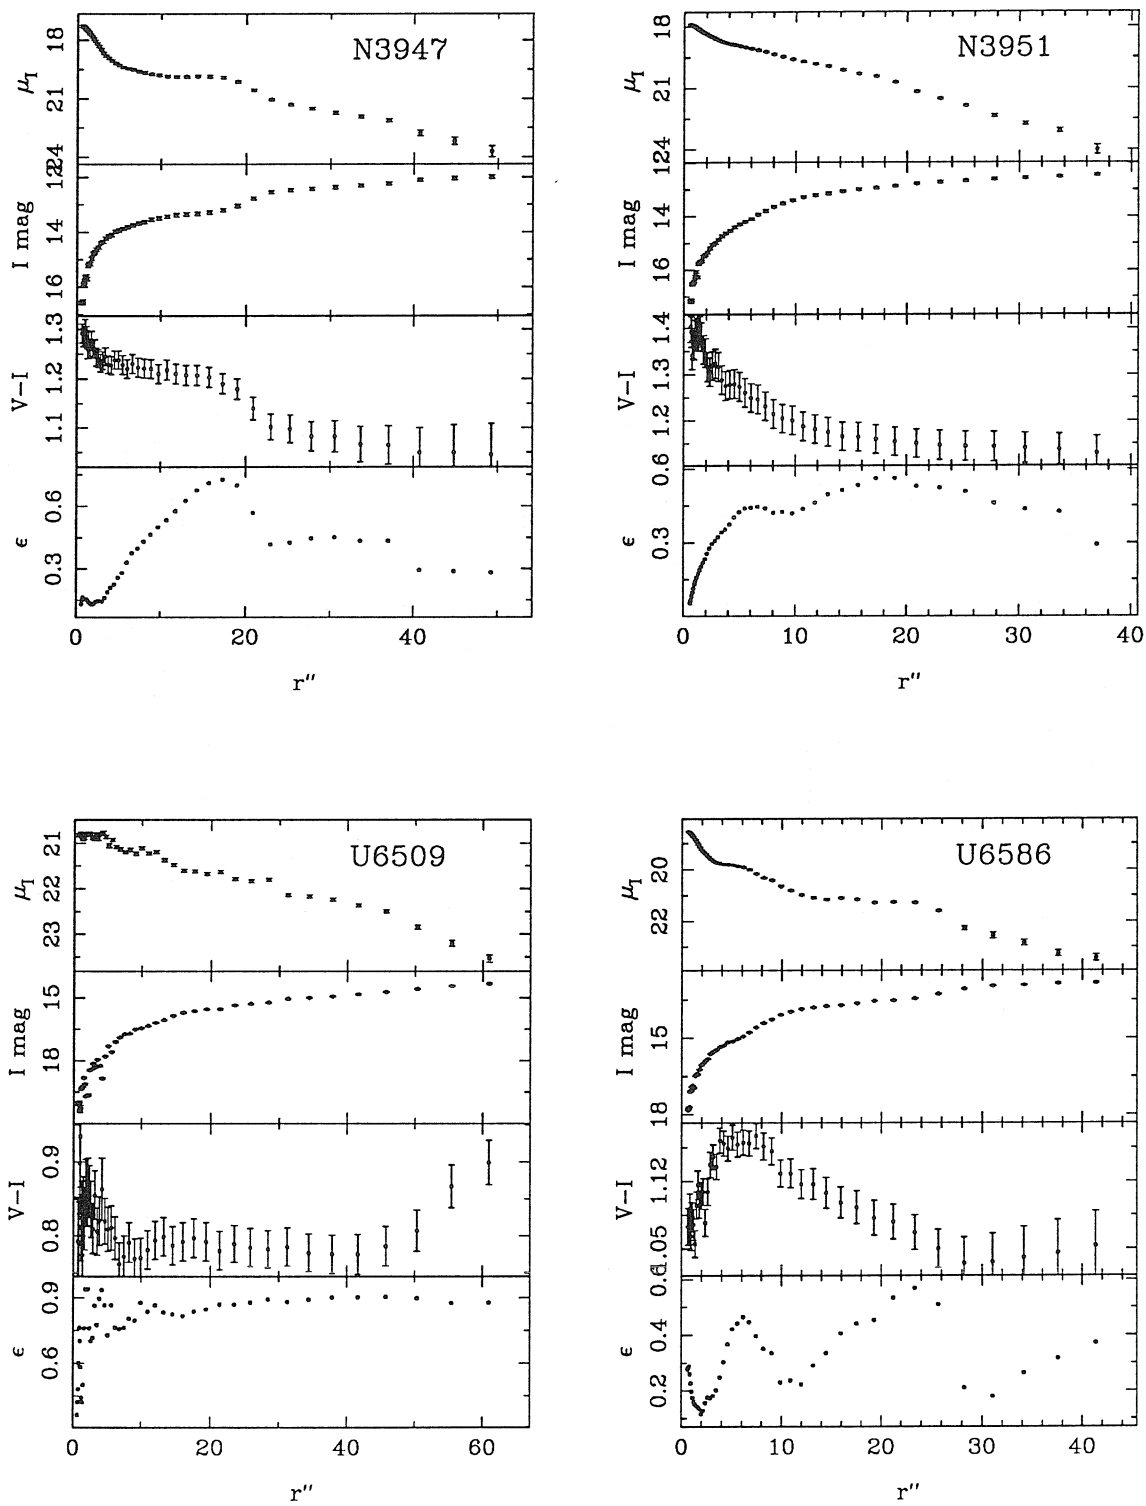 N3947
μI
18
21
24
I mag
12
14
16
V−I
1.3
1.2
1.1
ϵ
0.6
0.3
0 20 40
r″
N3951
μI
18
21
24
I mag
12
14
16
V−I
1.4
1.3
1.2
ϵ
0.6
0.3
0 10 20 30 40
r″
U6509
μI
21
22
23
I mag
15
18
V−I
0.9
0.8
ϵ
0.9
0.6
0 20 40 60
r″
U6586
μI
20
22
I mag
15
18
V−I
1.12
1.05
ϵ
0.6
0.4
0.2
0 10 20 30 40
r″